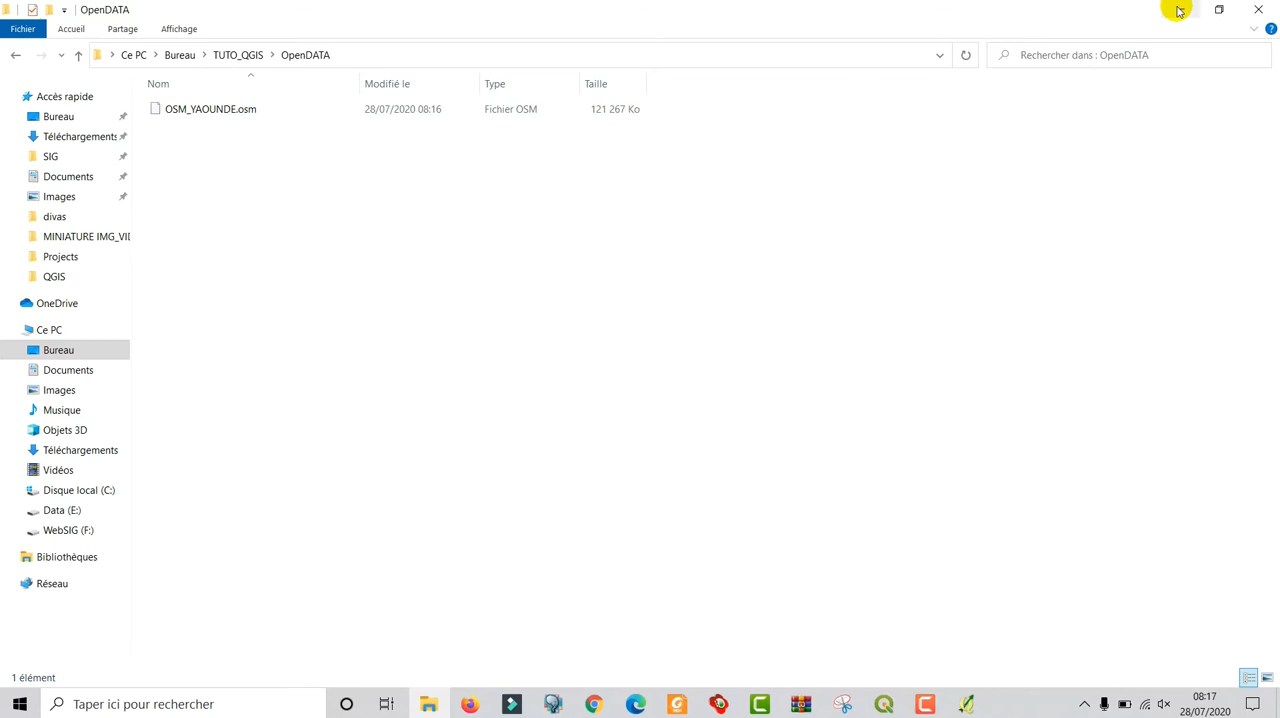 OpenDATA
Fichier Accueil Partage Affichage
Ce PC Bureau TUTO_QGIS OpenDATA
Rechercher dans : OpenDATA
Nom Modifié le Type Taille
OSM_YAOUNDE.osm 28/07/2020 08:16 Fichier OSM 121 267 Ko
Accès rapide
Bureau
Téléchargements
SIG
Documents
Images
divas
MINIATURE IMG_VID
Projects
QGIS
OneDrive
Ce PC
Bureau
Documents
Images
Musique
Objets 3D
Téléchargements
Vidéos
Disque local (C:)
Data (E:)
WebSIG (F:)
Bibliothèques
Réseau
1 élément
Taper ici pour rechercher
08:17
28/07/2020